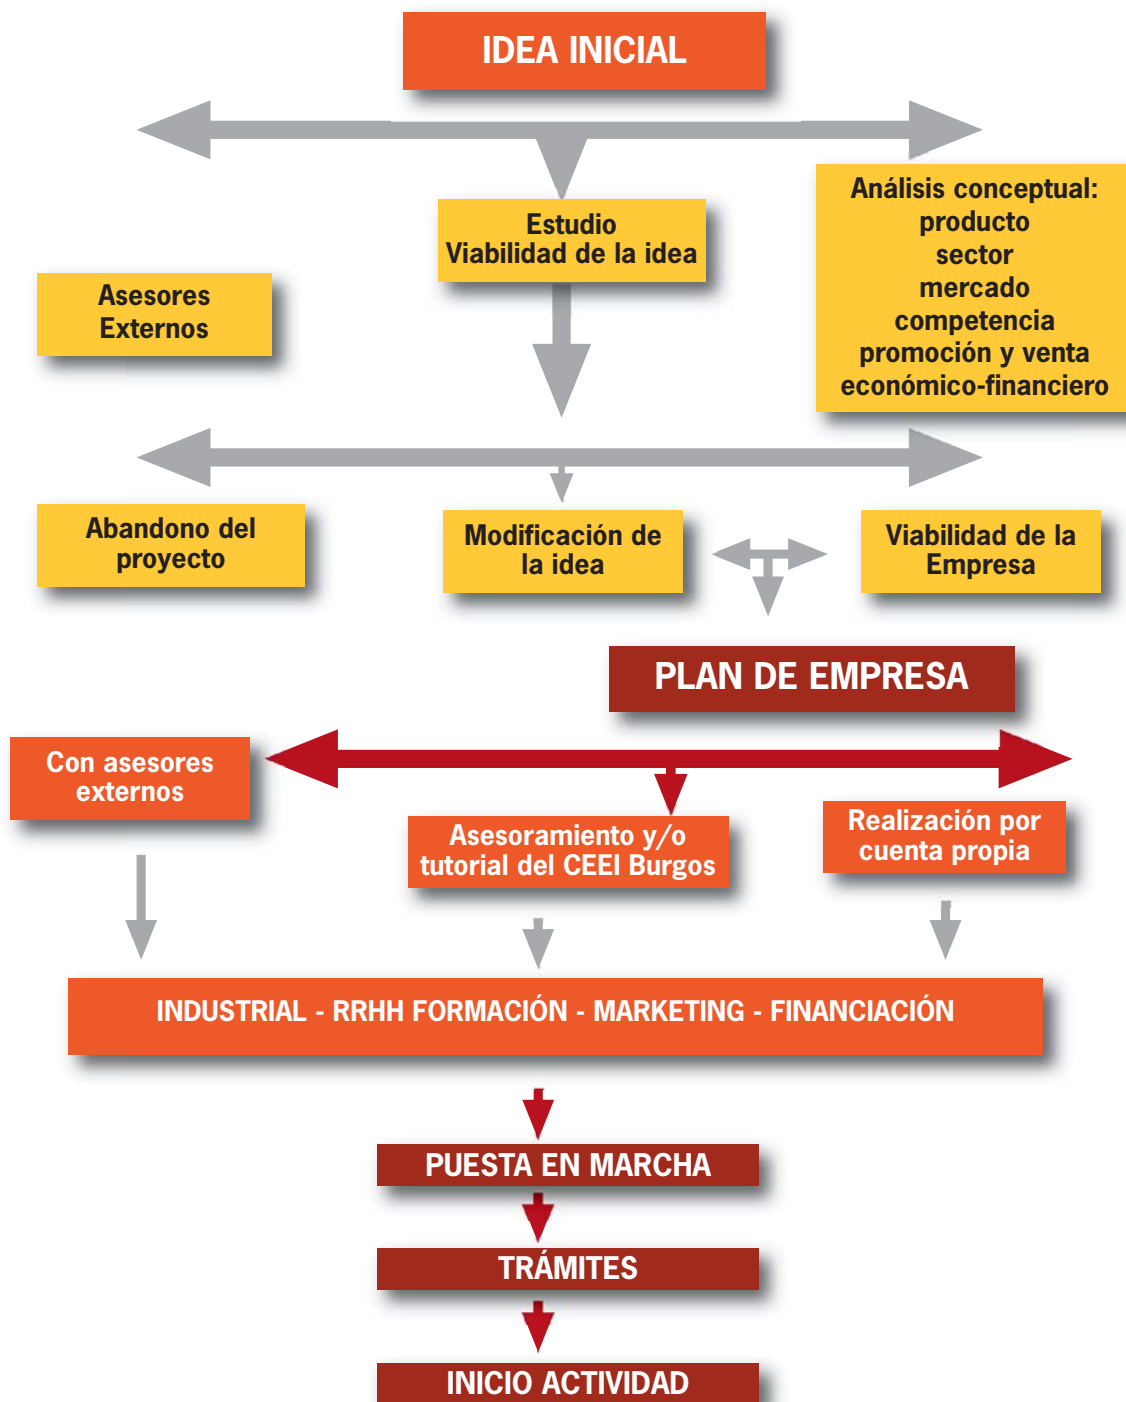 IDEA INICIAL
Estudio
Viabilidad de la idea
Asesores
Externos
Análisis conceptual:
producto
sector
mercado
competencia
promoción y venta
económico-financiero
Abandono del
proyecto
Modificación de
la idea
Viabilidad de la
Empresa
PLAN DE EMPRESA
Con asesores
externos
Asesoramiento y/o
tutorial del CEEI Burgos
Realización por
cuenta propia
INDUSTRIAL - RRHH FORMACIÓN - MARKETING - FINANCIACIÓN
PUESTA EN MARCHA
TRÁMITES
INICIO ACTIVIDAD